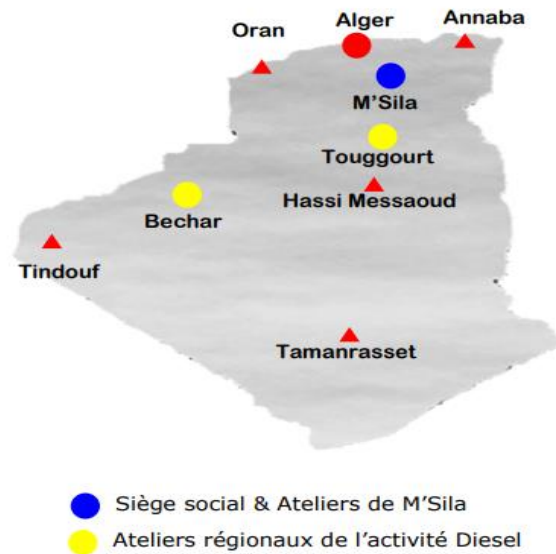 Alger
Annaba
Oran
M'Sila
Touggourt
Hassi Messaoud
Bechar
Tindouf
Tamanrasset
Siège social & Ateliers de M'Sila
Ateliers régionaux de l'activité Diesel